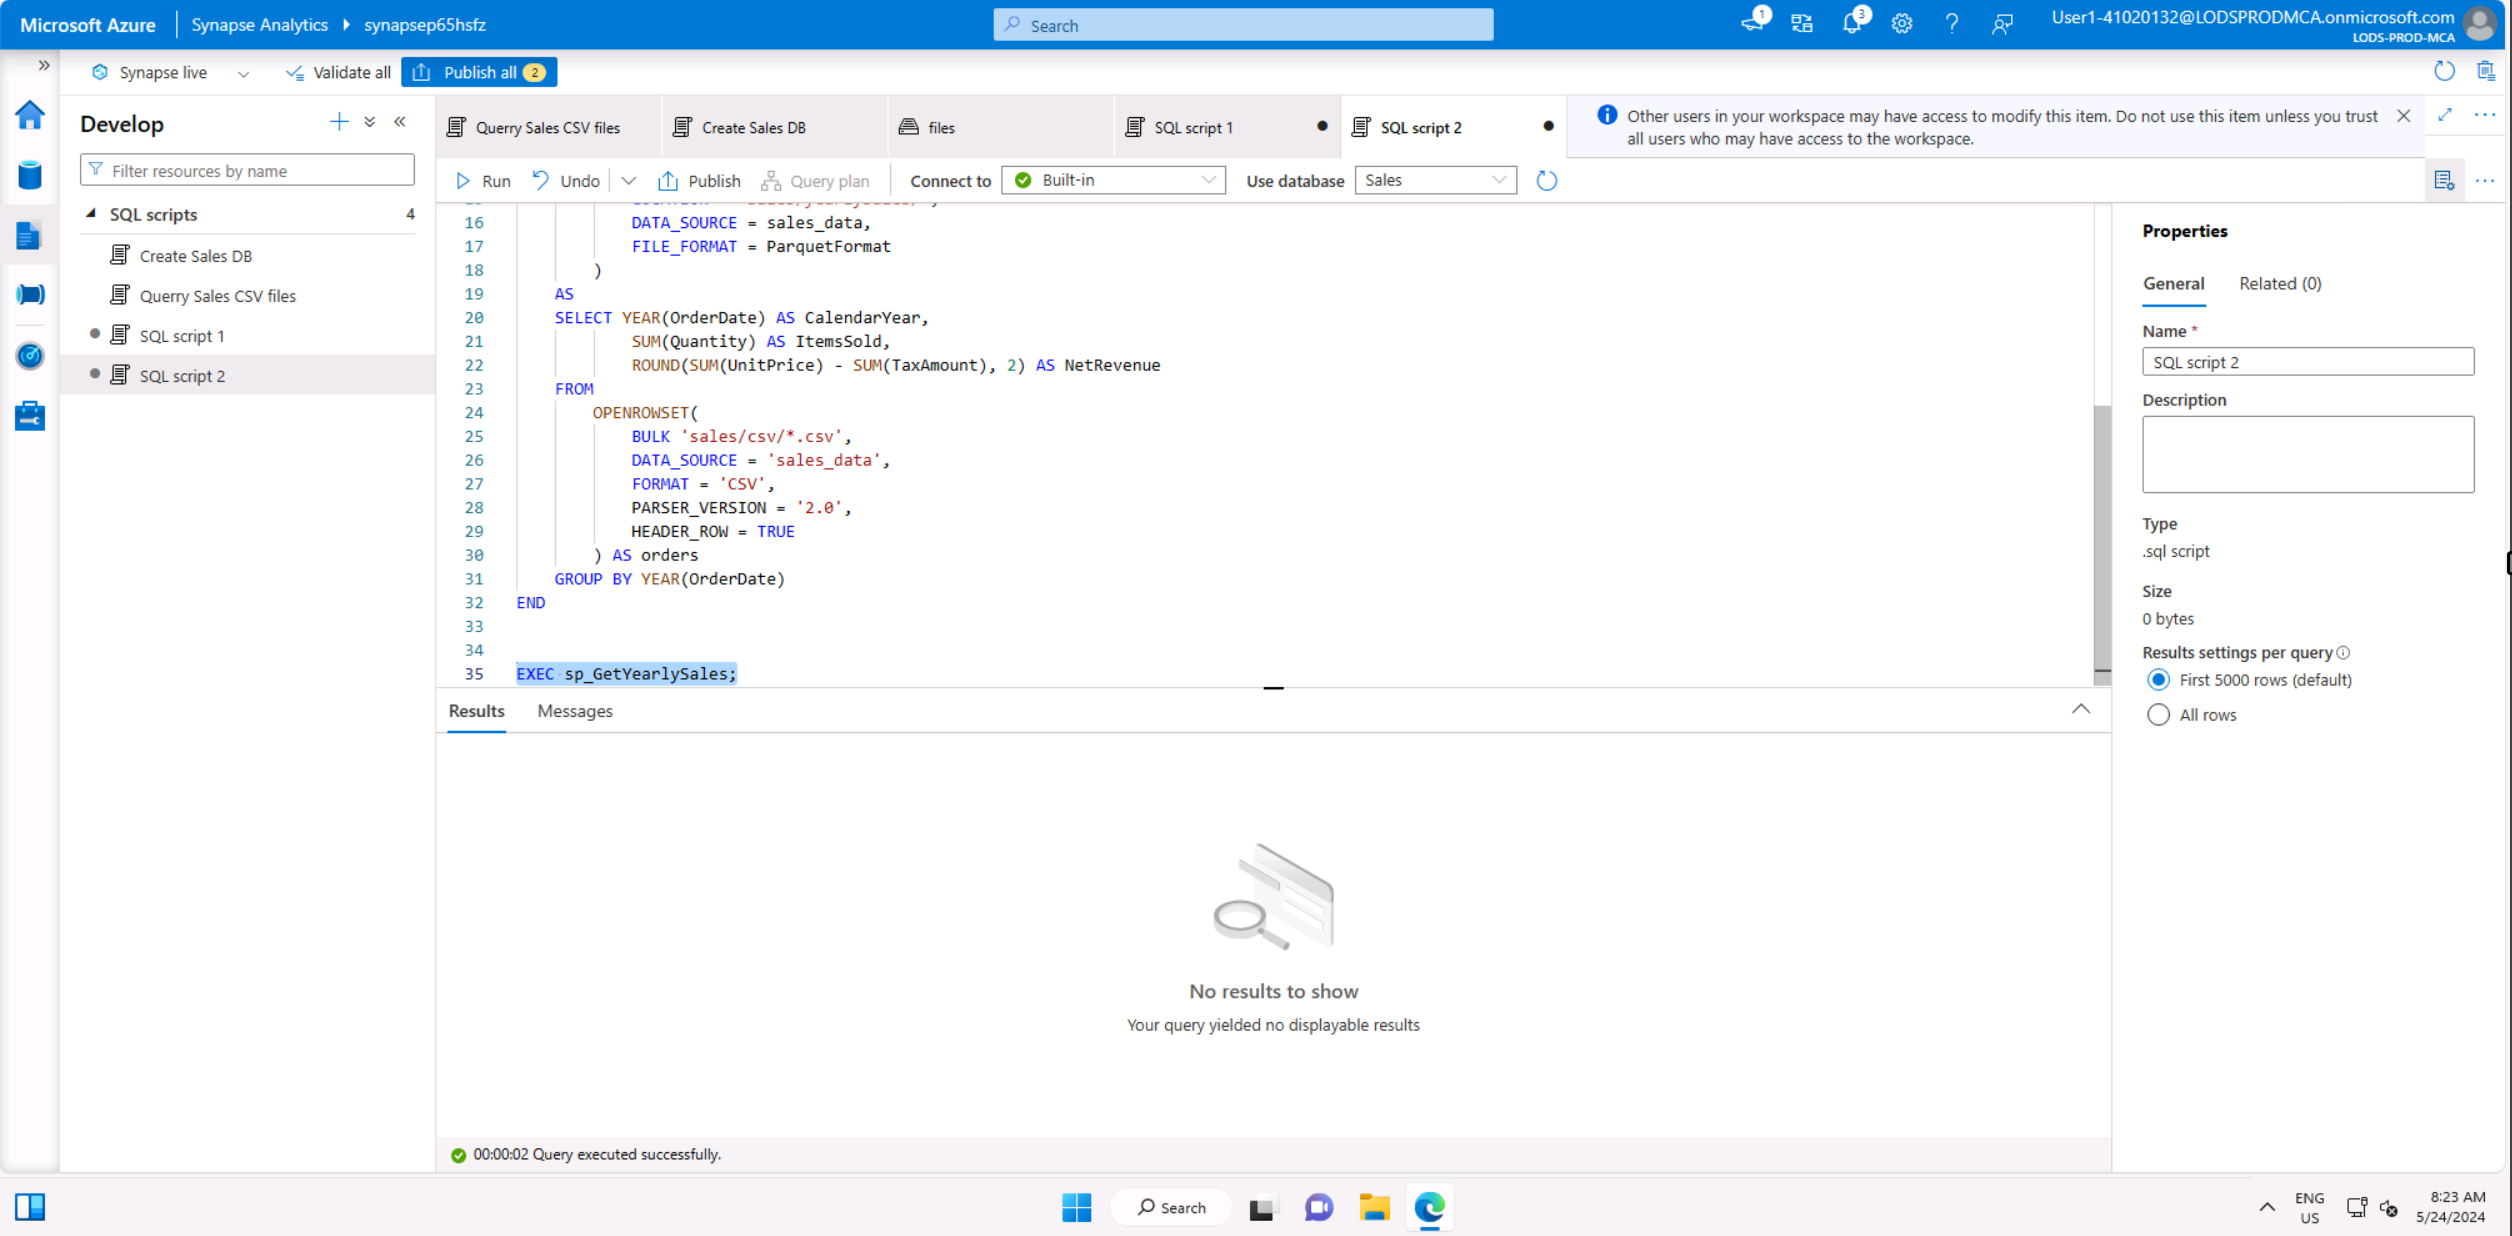 Microsoft Azure
Synapse Analytics
synapsep65hsfz
Search
1
3
User1-41020132@LODSPRODMCA.onmicrosoft.com
LODS-PROD-MCA
Synapse live
Validate all
Publish all 2
Develop
Filter resources by name
SQL scripts 4
Create Sales DB
Querry Sales CSV files
SQL script 1
SQL script 2
Querry Sales CSV files
Create Sales DB
files
SQL script 1
SQL script 2
Other users in your workspace may have access to modify this item. Do not use this item unless you trust
all users who may have access to the workspace.
Run
Undo
Publish
Query plan
Connect to
Built-in
Use database
Sales
16 DATA_SOURCE = sales_data,
17 FILE_FORMAT = ParquetFormat
18 )
19 AS
20 SELECT YEAR(OrderDate) AS CalendarYear,
21 SUM(Quantity) AS ItemsSold,
22 ROUND(SUM(UnitPrice) - SUM(TaxAmount), 2) AS NetRevenue
23 FROM
24 OPENROWSET(
25 BULK 'sales/csv/*.csv',
26 DATA_SOURCE = 'sales_data',
27 FORMAT = 'CSV',
28 PARSER_VERSION = '2.0',
29 HEADER_ROW = TRUE
30 ) AS orders
31 GROUP BY YEAR(OrderDate)
32 END
33
34
35 EXEC sp_GetYearlySales;
Results
Messages
No results to show
Your query yielded no displayable results
00:00:02 Query executed successfully.
Properties
General
Related (0)
Name *
SQL script 2
Description
Type
.sql script
Size
0 bytes
Results settings per query
First 5000 rows (default)
All rows
Search
ENG
US
8:23 AM
5/24/2024